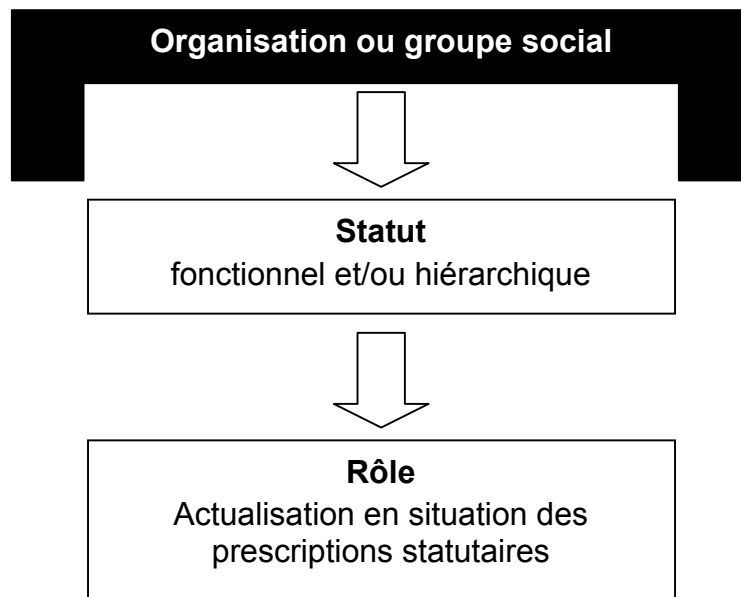 Organisation ou groupe social
Statut
fonctionnel et/ou hiérarchique
Rôle
Actualisation en situation des
prescriptions statutaires